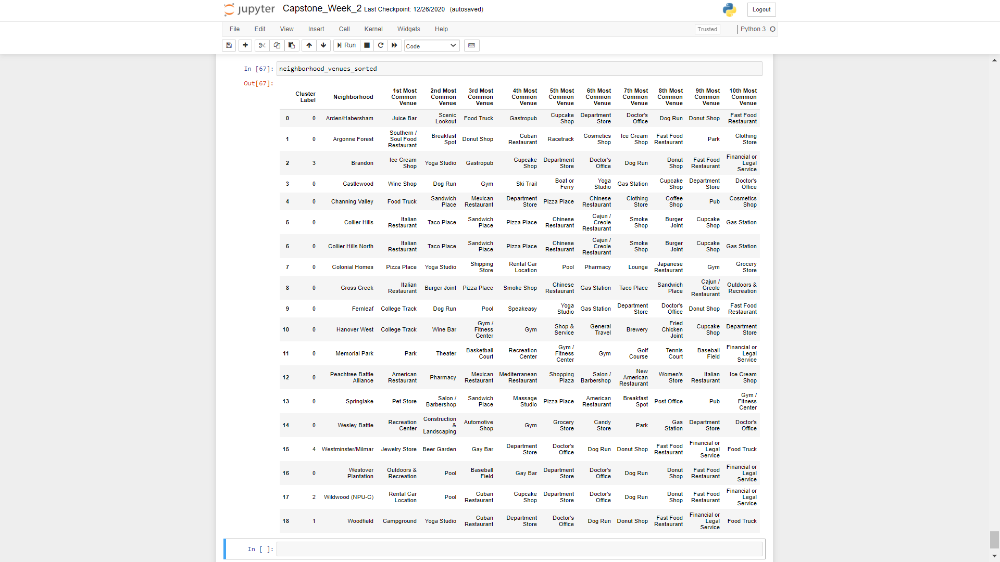 jupyter Capstone_Week_2 Last Checkpoint: 12/26/2020 (autosaved) Logout
File Edit View Insert Cell Kernel Widgets Help Trusted Python 3
Run Code
In [67]: neighborhood_venues_sorted
Out[67]:
Cluster Label Neighborhood 1st Most Common Venue 2nd Most Common Venue 3rd Most Common Venue 4th Most Common Venue 5th Most Common Venue 6th Most Common Venue 7th Most Common Venue 8th Most Common Venue 9th Most Common Venue 10th Most Common Venue
0 0 Arden/Habersham Juice Bar Scenic Lookout Food Truck Gastropub Cupcake Shop Department Store Doctor's Office Dog Run Donut Shop Fast Food Restaurant
1 0 Argonne Forest Southern / Soul Food Restaurant Breakfast Spot Donut Shop Cuban Restaurant Racetrack Cosmetics Shop Ice Cream Shop Fast Food Restaurant Park Clothing Store
2 3 Brandon Ice Cream Shop Yoga Studio Gastropub Cupcake Shop Department Store Doctor's Office Dog Run Donut Shop Fast Food Restaurant Financial or Legal Service
3 0 Castlewood Wine Shop Dog Run Gym Ski Trail Boat or Ferry Yoga Studio Gas Station Cupcake Shop Department Store Doctor's Office
4 0 Channing Valley Food Truck Sandwich Place Mexican Restaurant Department Store Pizza Place Chinese Restaurant Clothing Store Coffee Shop Pub Cosmetics Shop
5 0 Collier Hills Italian Restaurant Taco Place Sandwich Place Pizza Place Chinese Restaurant Cajun / Creole Restaurant Smoke Shop Burger Joint Cupcake Shop Gas Station
6 0 Collier Hills North Italian Restaurant Taco Place Sandwich Place Pizza Place Chinese Restaurant Cajun / Creole Restaurant Smoke Shop Burger Joint Cupcake Shop Gas Station
7 0 Colonial Homes Pizza Place Yoga Studio Shipping Store Rental Car Location Pool Pharmacy Lounge Japanese Restaurant Gym Grocery Store
8 0 Cross Creek Italian Restaurant Burger Joint Pizza Place Smoke Shop Chinese Restaurant Gas Station Taco Place Sandwich Place Cajun / Creole Restaurant Outdoors & Recreation
9 0 Fernleaf College Track Dog Run Pool Speakeasy Yoga Studio Gas Station Department Store Doctor's Office Donut Shop Fast Food Restaurant
10 0 Hanover West College Track Wine Bar Gym / Fitness Center Gym Shop & Service General Travel Brewery Fried Chicken Joint Cupcake Shop Department Store
11 0 Memorial Park Park Theater Basketball Court Recreation Center Gym / Fitness Center Gym Golf Course Tennis Court Baseball Field Financial or Legal Service
12 0 Peachtree Battle Alliance American Restaurant Pharmacy Mexican Restaurant Mediterranean Restaurant Shopping Plaza Salon / Barbershop New American Restaurant Women's Store Italian Restaurant Ice Cream Shop
13 0 Springlake Pet Store Salon / Barbershop Sandwich Place Massage Studio Pizza Place American Restaurant Breakfast Spot Post Office Pub Gym / Fitness Center
14 0 Wesley Battle Recreation Center Construction & Landscaping Automotive Shop Gym Grocery Store Candy Store Park Gas Station Department Store Doctor's Office
15 4 Westminster/Milmar Jewelry Store Beer Garden Gay Bar Department Store Doctor's Office Dog Run Donut Shop Fast Food Restaurant Financial or Legal Service Food Truck
16 0 Westover Plantation Outdoors & Recreation Pool Baseball Field Gay Bar Department Store Doctor's Office Dog Run Donut Shop Fast Food Restaurant Financial or Legal Service
17 2 Wildwood (NPU-C) Rental Car Location Pool Cuban Restaurant Cupcake Shop Department Store Doctor's Office Dog Run Donut Shop Fast Food Restaurant Financial or Legal Service
18 1 Woodfield Campground Yoga Studio Cuban Restaurant Department Store Doctor's Office Dog Run Donut Shop Fast Food Restaurant Financial or Legal Service Food Truck
In [ ]: